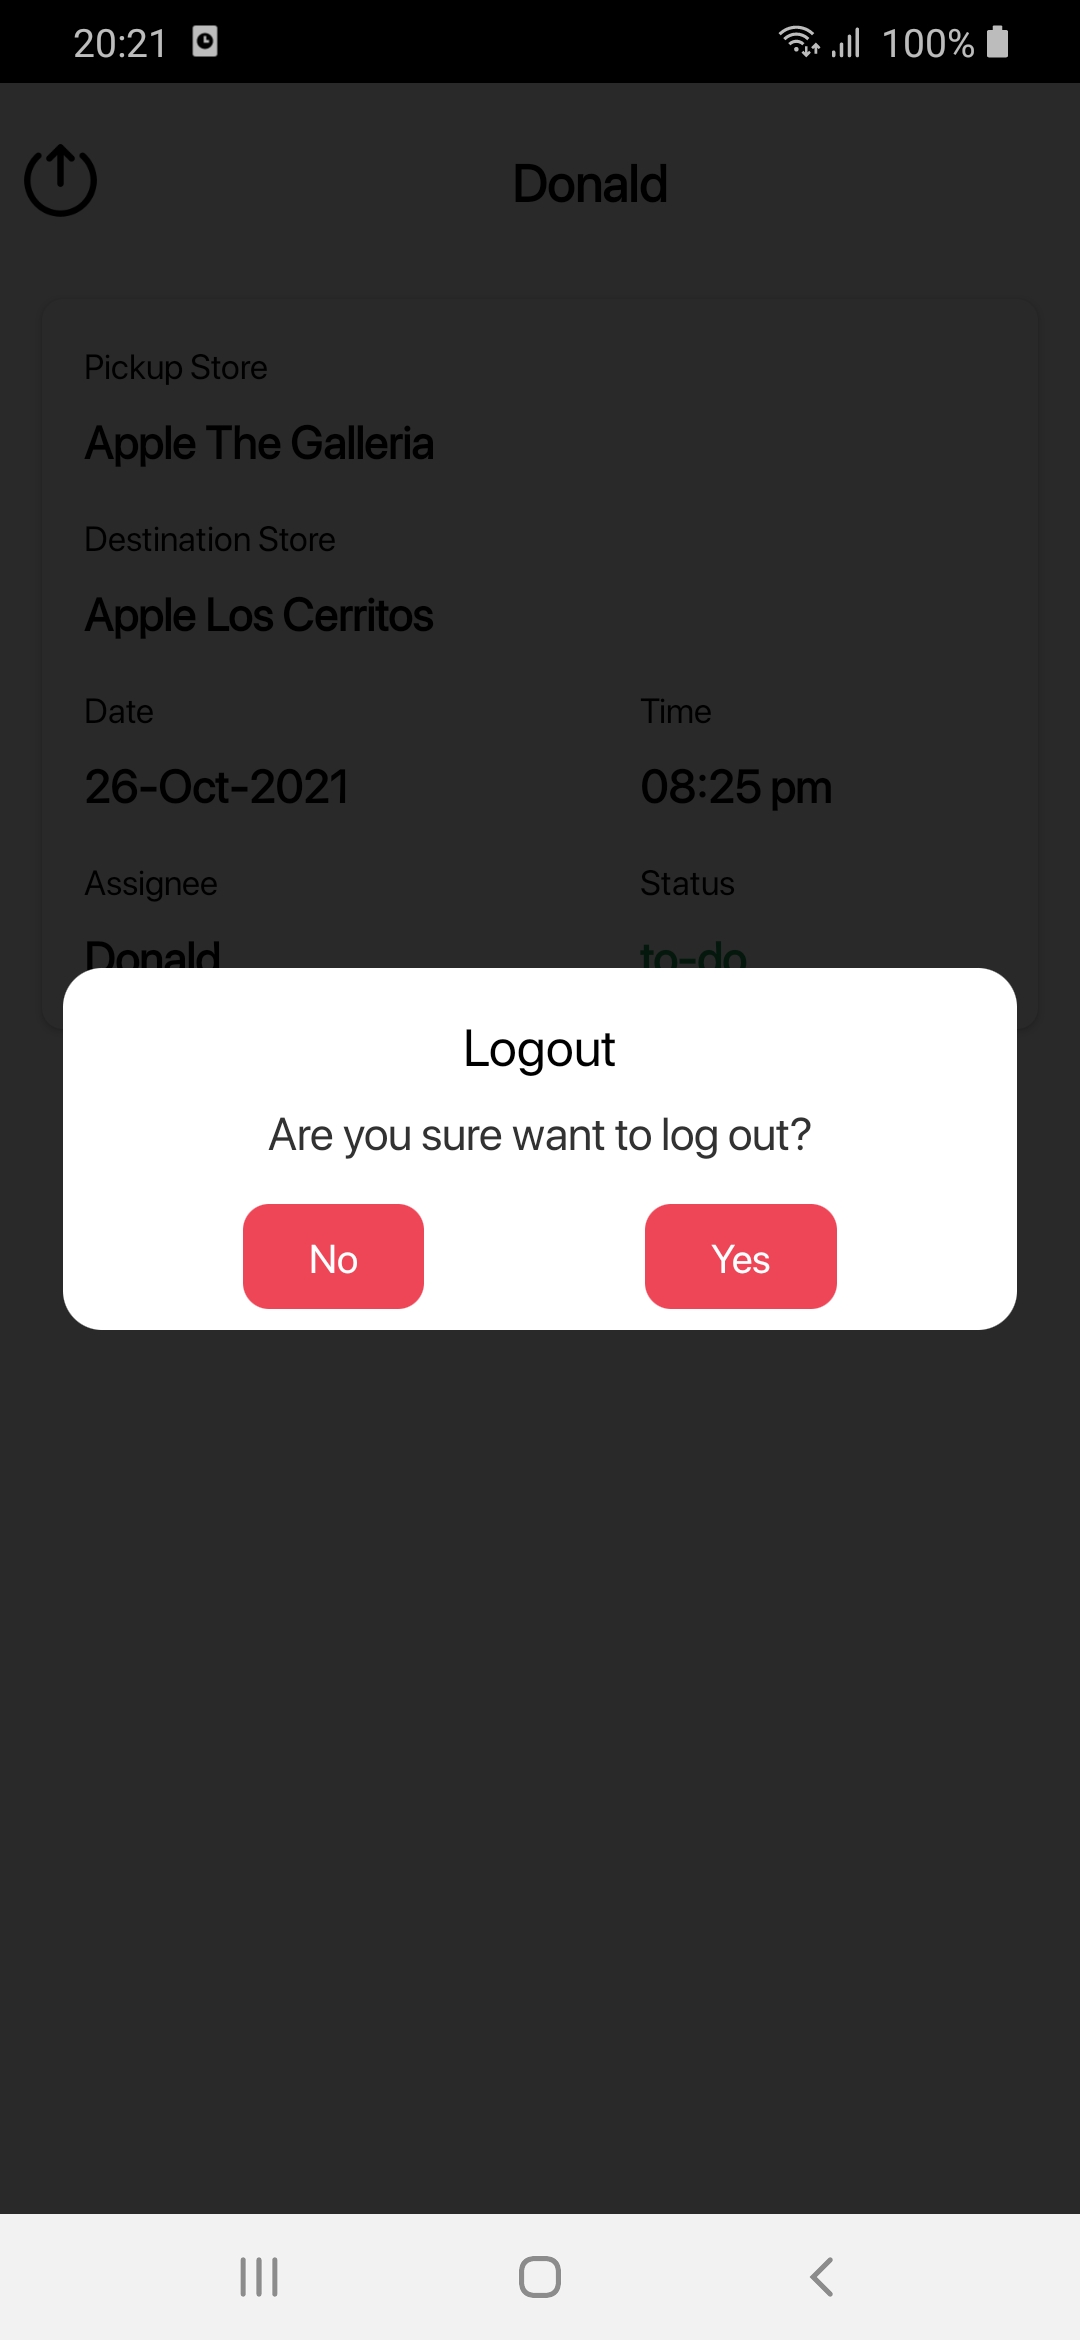 20:21 100%
Donald
Pickup Store
Apple The Galleria
Destination Store
Apple Los Cerritos
Date Time
26-Oct-2021 08:25 pm
Assignee Status
Donald to-do
Logout
Are you sure want to log out?
No Yes